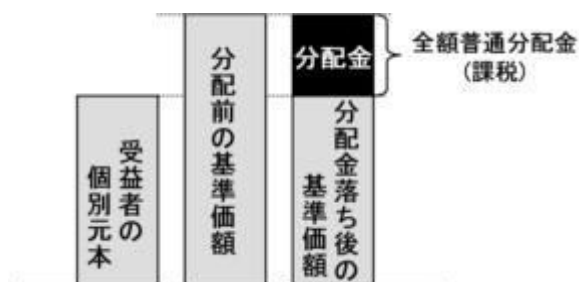 受益者の
個別元本
分配前の基準価額
分配金
分配金落ち後の
基準価額
全額普通分配金
(課税)